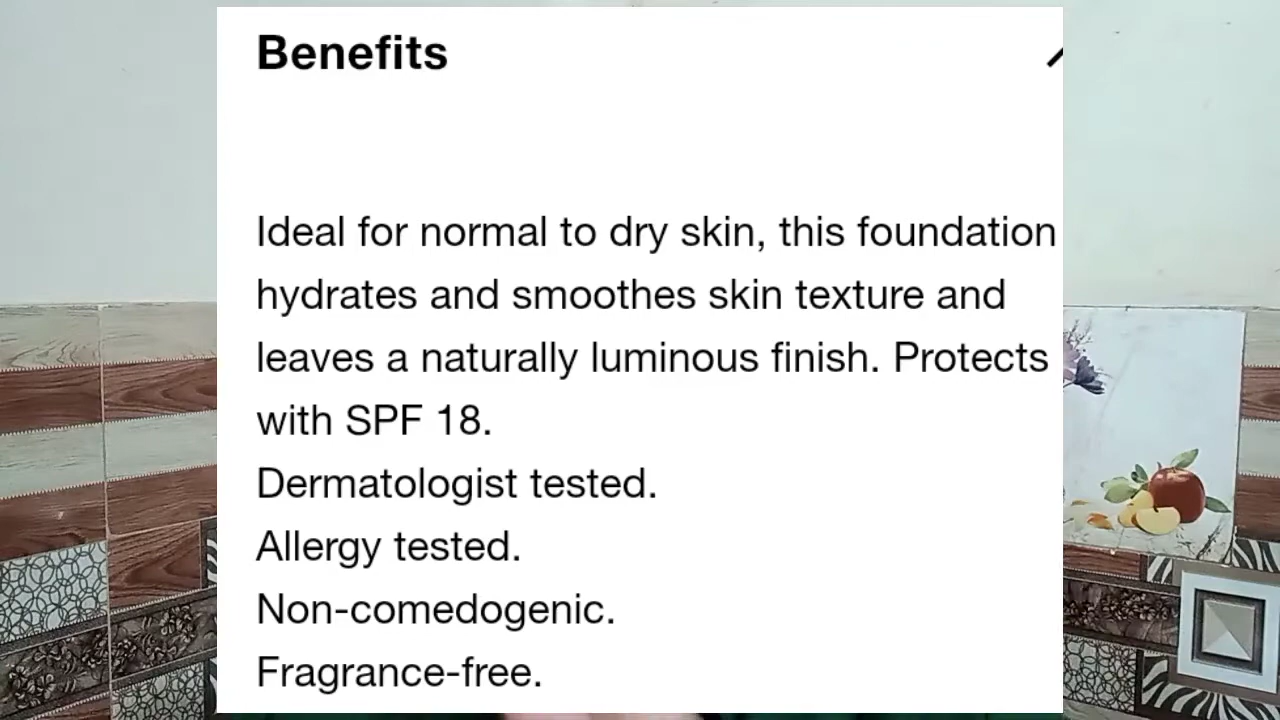 Benefits
Ideal for normal to dry skin, this foundation
hydrates and smoothes skin texture and
leaves a naturally luminous finish. Protects
with SPF 18.
Dermatologist tested.
Allergy tested.
Non-comedogenic.
Fragrance-free.